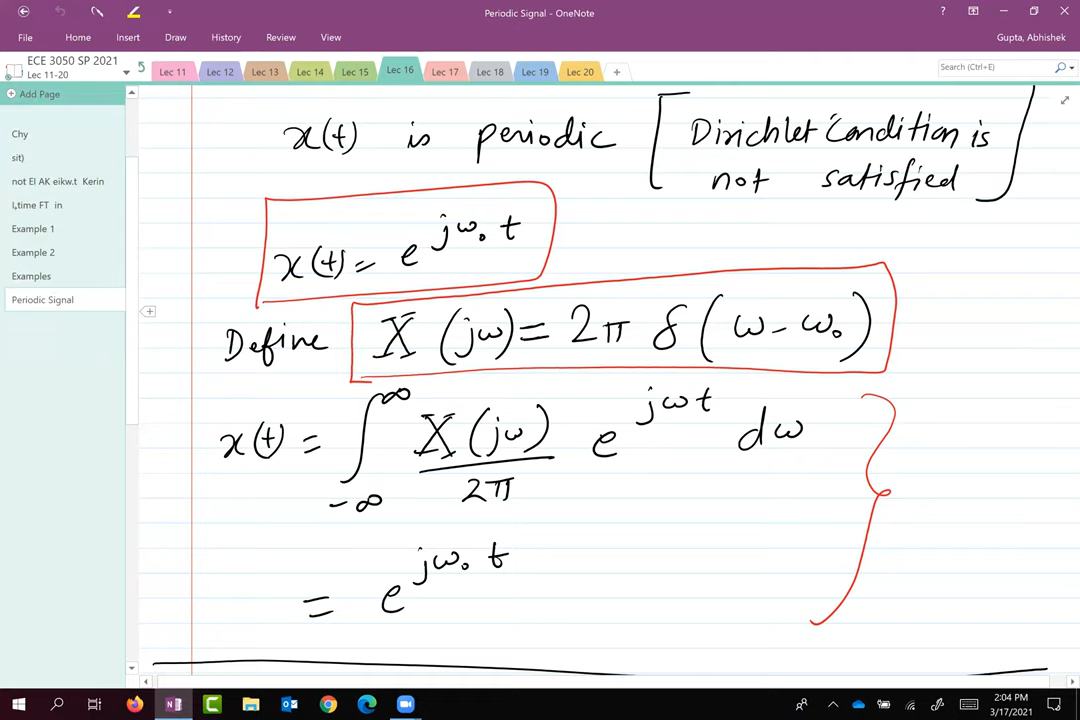 Periodic Signal - OneNote
?
File Home Insert Draw History Review View
Gupta, Abhishek
ECE 3050 SP 2021
Lec 11-20
Lec 11 Lec 12 Lec 13 Lec 14 Lec 15 Lec 16 Lec 17 Lec 18 Lec 19 Lec 20 +
Search (Ctrl+E)
Add Page
Chy
sit)
not El AK eikw.t Kerin
I,time FT in
Example 1
Example 2
Examples
Periodic Signal
x(t) is periodic [Dirichlet Condition is
not satisfied]
x(t) = e^{jω₀t}
Define X(jω) = 2π δ(ω-ω₀)
x(t) = ∫_{-∞}^{∞} X(jω)/2π e^{jωt} dω
= e^{jω₀t}
2:04 PM
3/17/2021